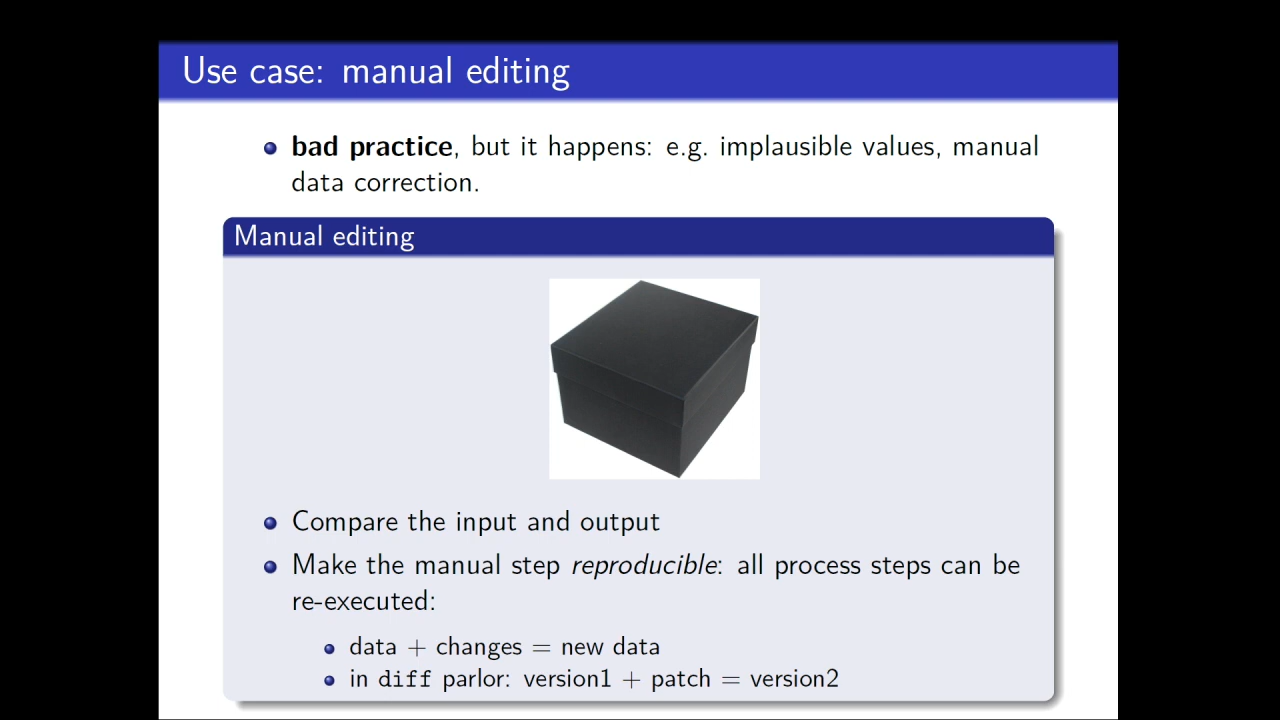 Use case: manual editing
bad practice, but it happens: e.g. implausible values, manual
data correction.
Manual editing
Compare the input and output
Make the manual step reproducible: all process steps can be
re-executed:
data + changes = new data
in diff parlor: version1 + patch = version2